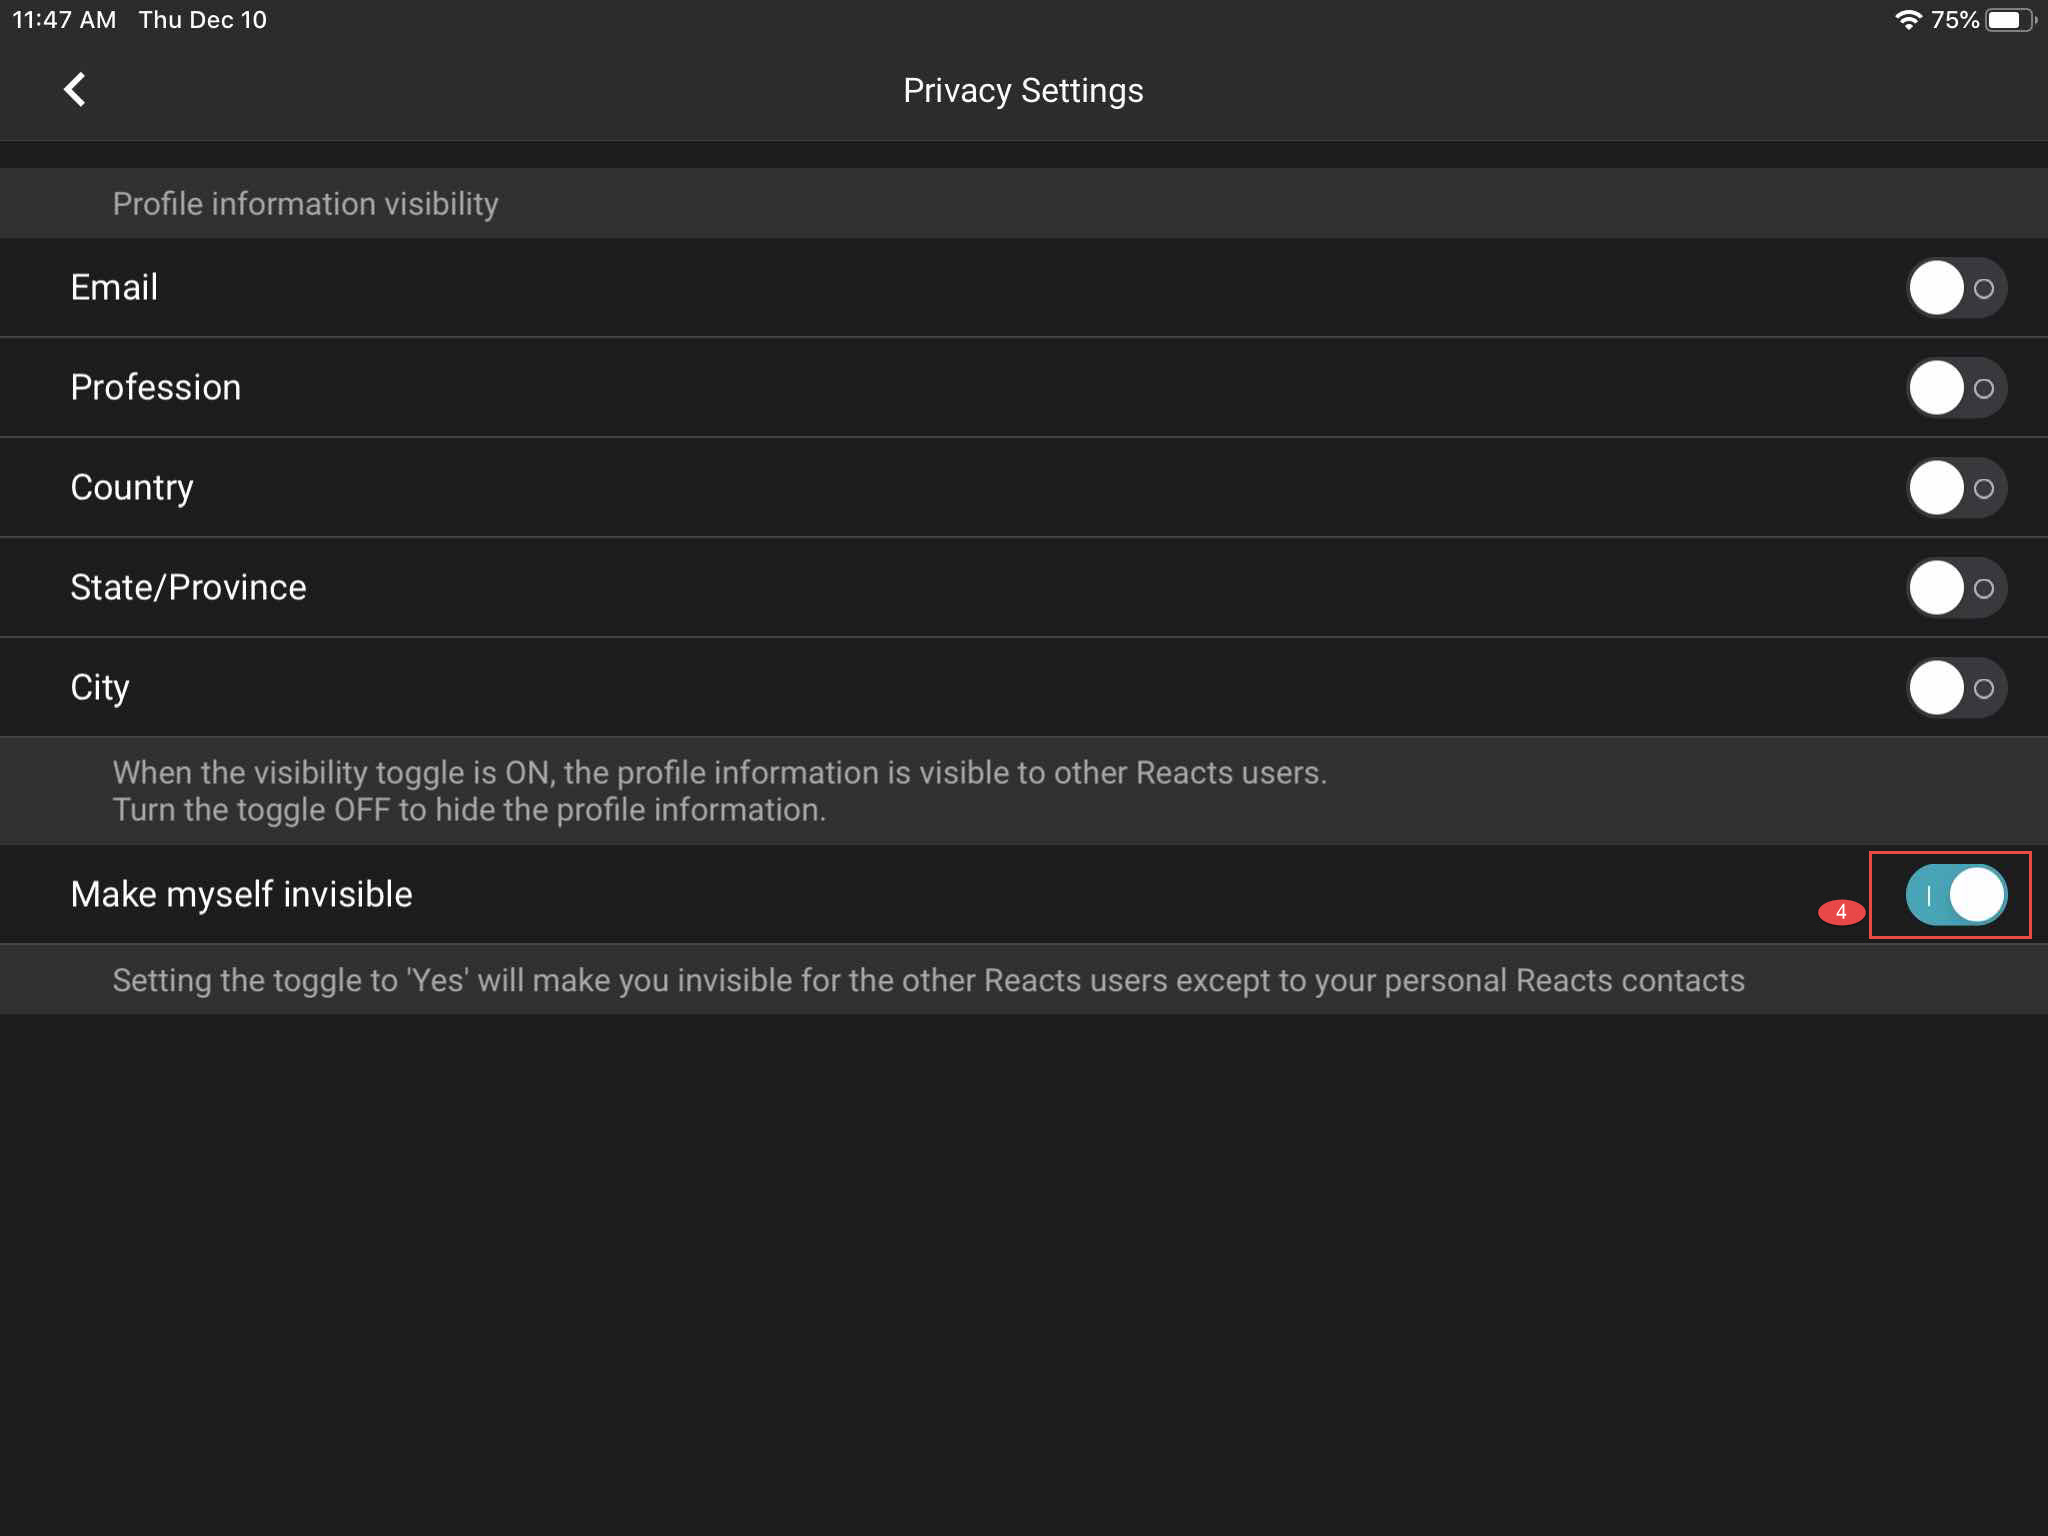 11:47 AM Thu Dec 10 75%
Privacy Settings
Profile information visibility
Email
Profession
Country
State/Province
City
When the visibility toggle is ON, the profile information is visible to other Reacts users.
Turn the toggle OFF to hide the profile information.
Make myself invisible
4
Setting the toggle to 'Yes' will make you invisible for the other Reacts users except to your personal Reacts contacts